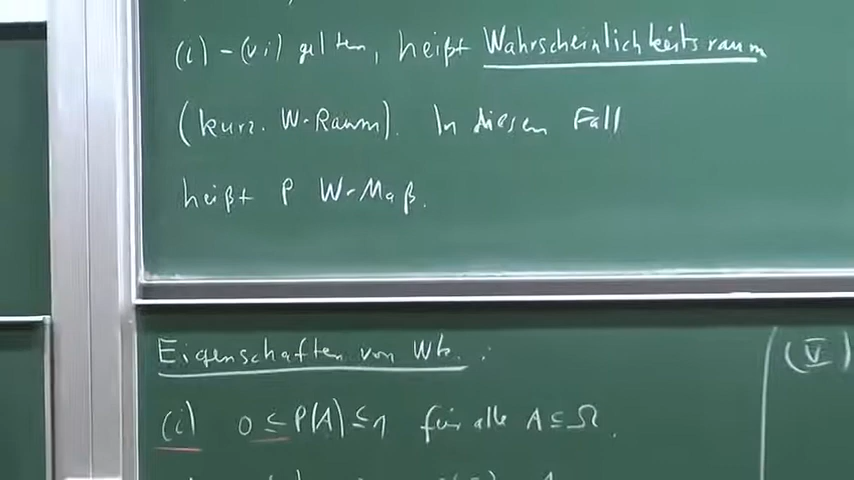 (i) - (vi) gelten, heißt Wahrscheinlichkeitsraum
(kurz. W-Raum). In diesem Fall
heißt P W-Maß.
Eigenschaften von Wk. :
(i) 0 ≤ P(A) ≤ 1 für alle A ⊆ Ω.
(v)